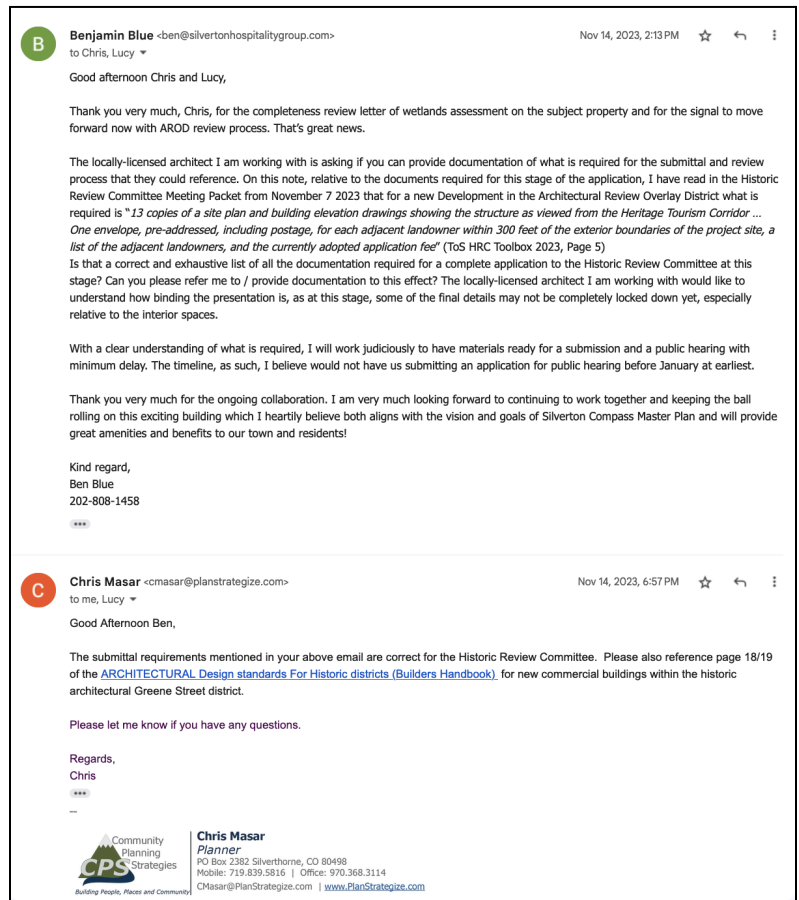 B
Benjamin Blue <ben@silvertonhospitalitygroup.com>
Nov 14, 2023, 2:13 PM
to Chris, Lucy
Good afternoon Chris and Lucy,
Thank you very much, Chris, for the completeness review letter of wetlands assessment on the subject property and for the signal to move
forward now with AROD review process. That's great news.
The locally-licensed architect I am working with is asking if you can provide documentation of what is required for the submittal and review
process that they could reference. On this note, relative to the documents required for this stage of the application, I have read in the Historic
Review Committee Meeting Packet from November 7 2023 that for a new Development in the Architectural Review Overlay District what is
required is "13 copies of a site plan and building elevation drawings showing the structure as viewed from the Heritage Tourism Corridor ...
One envelope, pre-addressed, including postage, for each adjacent landowner within 300 feet of the exterior boundaries of the project site, a
list of the adjacent landowners, and the currently adopted application fee" (ToS HRC Toolbox 2023, Page 5)
Is that a correct and exhaustive list of all the documentation required for a complete application to the Historic Review Committee at this
stage? Can you please refer me to / provide documentation to this effect? The locally-licensed architect I am working with would like to
understand how binding the presentation is, as at this stage, some of the final details may not be completely locked down yet, especially
relative to the interior spaces.
With a clear understanding of what is required, I will work judiciously to have materials ready for a submission and a public hearing with
minimum delay. The timeline, as such, I believe would not have us submitting an application for public hearing before January at earliest.
Thank you very much for the ongoing collaboration. I am very much looking forward to continuing to work together and keeping the ball
rolling on this exciting building which I heartily believe both aligns with the vision and goals of Silverton Compass Master Plan and will provide
great amenities and benefits to our town and residents!
Kind regard,
Ben Blue
202-808-1458
C
Chris Masar <cmasar@planstrategize.com>
Nov 14, 2023, 6:57 PM
to me, Lucy
Good Afternoon Ben,
The submittal requirements mentioned in your above email are correct for the Historic Review Committee. Please also reference page 18/19
of the ARCHITECTURAL Design standards For Historic districts (Builders Handbook) for new commercial buildings within the historic
architectural Greene Street district.
Please let me know if you have any questions.
Regards,
Chris
--
Community
Planning
Strategies
CPS
Building People, Places and Community
Chris Masar
Planner
PO Box 2382 Silverthorne, CO 80498
Mobile: 719.839.5816 | Office: 970.368.3114
CMasar@PlanStrategize.com | www.PlanStrategize.com